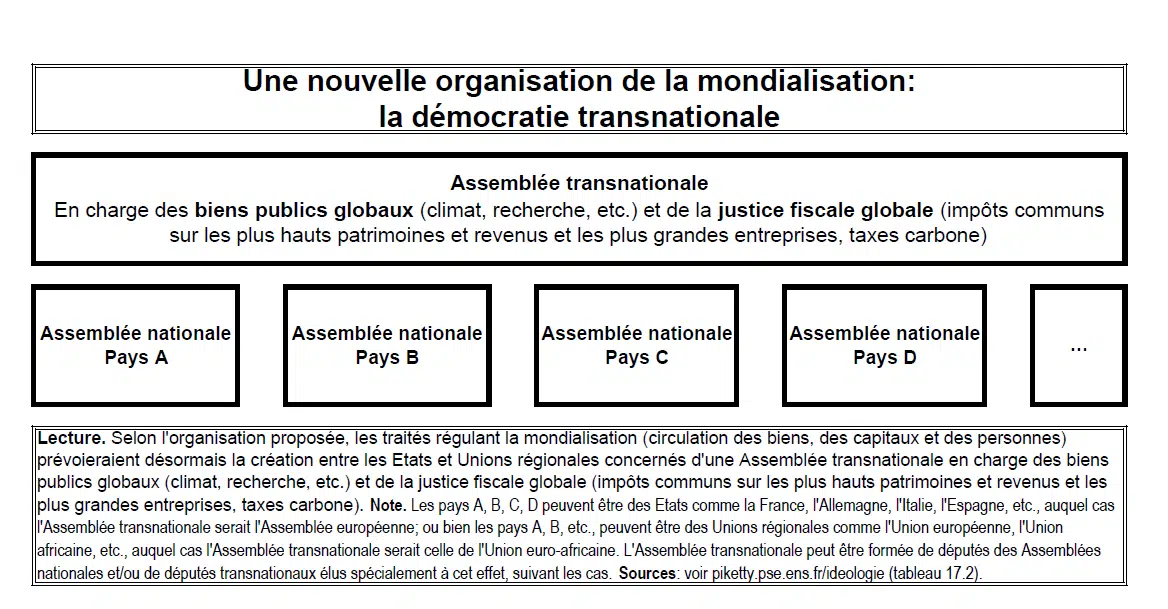 Une nouvelle organisation de la mondialisation:
la démocratie transnationale
Assemblée transnationale
En charge des biens publics globaux (climat, recherche, etc.) et de la justice fiscale globale (impôts communs
sur les plus hauts patrimoines et revenus et les plus grandes entreprises, taxes carbone)
Assemblée nationale
Pays A
Assemblée nationale
Pays B
Assemblée nationale
Pays C
Assemblée nationale
Pays D
...
Lecture. Selon l'organisation proposée, les traités régulant la mondialisation (circulation des biens, des capitaux et des personnes)
prévoieraient désormais la création entre les Etats et Unions régionales concernés d'une Assemblée transnationale en charge des biens
publics globaux (climat, recherche, etc.) et de la justice fiscale globale (impôts communs sur les plus hauts patrimoines et revenus et les
plus grandes entreprises, taxes carbone). Note. Les pays A, B, C, D peuvent être des Etats comme la France, l'Allemagne, l'Italie, l'Espagne, etc., auquel cas
l'Assemblée transnationale serait l'Assemblée européenne; ou bien les pays A, B, etc., peuvent être des Unions régionales comme l'Union européenne, l'Union
africaine, etc., auquel cas l'Assemblée transnationale serait celle de l'Union euro-africaine. L'Assemblée transnationale peut être formée de députés des Assemblées
nationales et/ou de députés transnationaux élus spécialement à cet effet, suivant les cas. Sources: voir piketty.pse.ens.fr/ideologie (tableau 17.2).